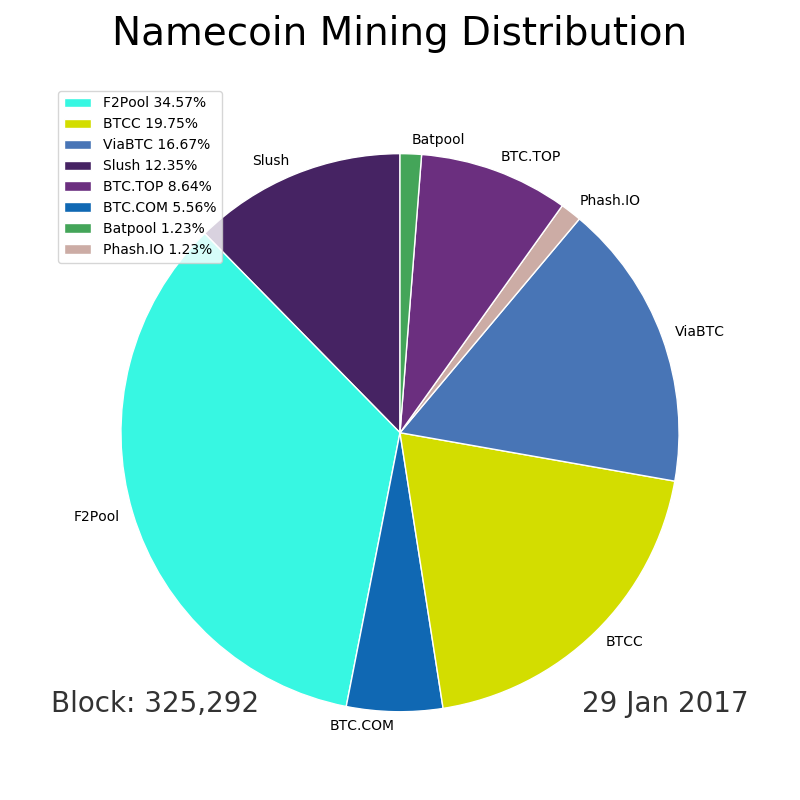 Namecoin Mining Distribution
F2Pool 34.57%
BTCC 19.75%
ViaBTC 16.67%
Slush 12.35%
BTC.TOP 8.64%
BTC.COM 5.56%
Batpool 1.23%
Phash.IO 1.23%
Batpool
BTC.TOP
Slush
Phash.IO
ViaBTC
F2Pool
BTCC
BTC.COM
Block: 325,292
29 Jan 2017